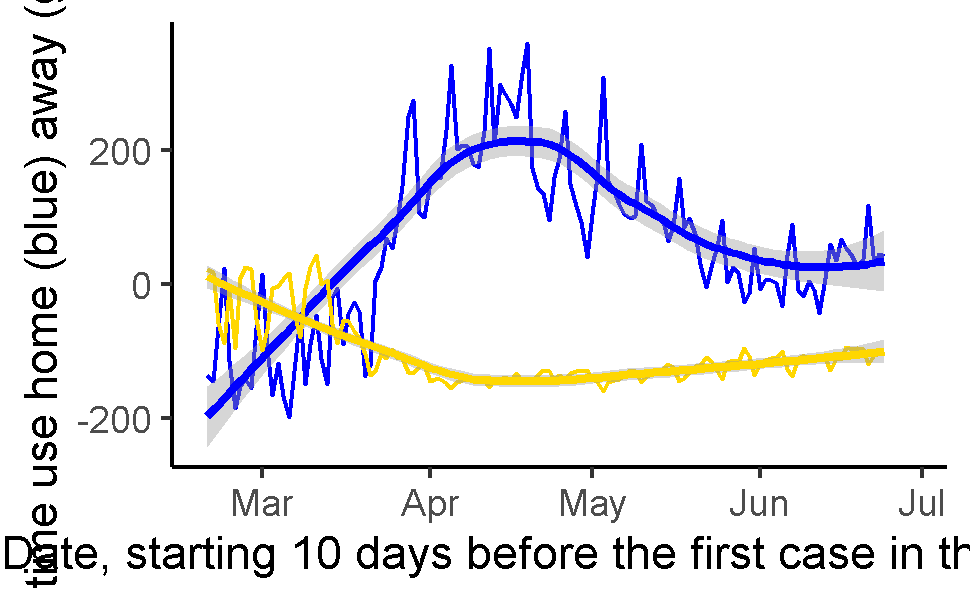 time use home (blue) away (
200
0
-200
Mar Apr May Jun Jul
Date, starting 10 days before the first case in th